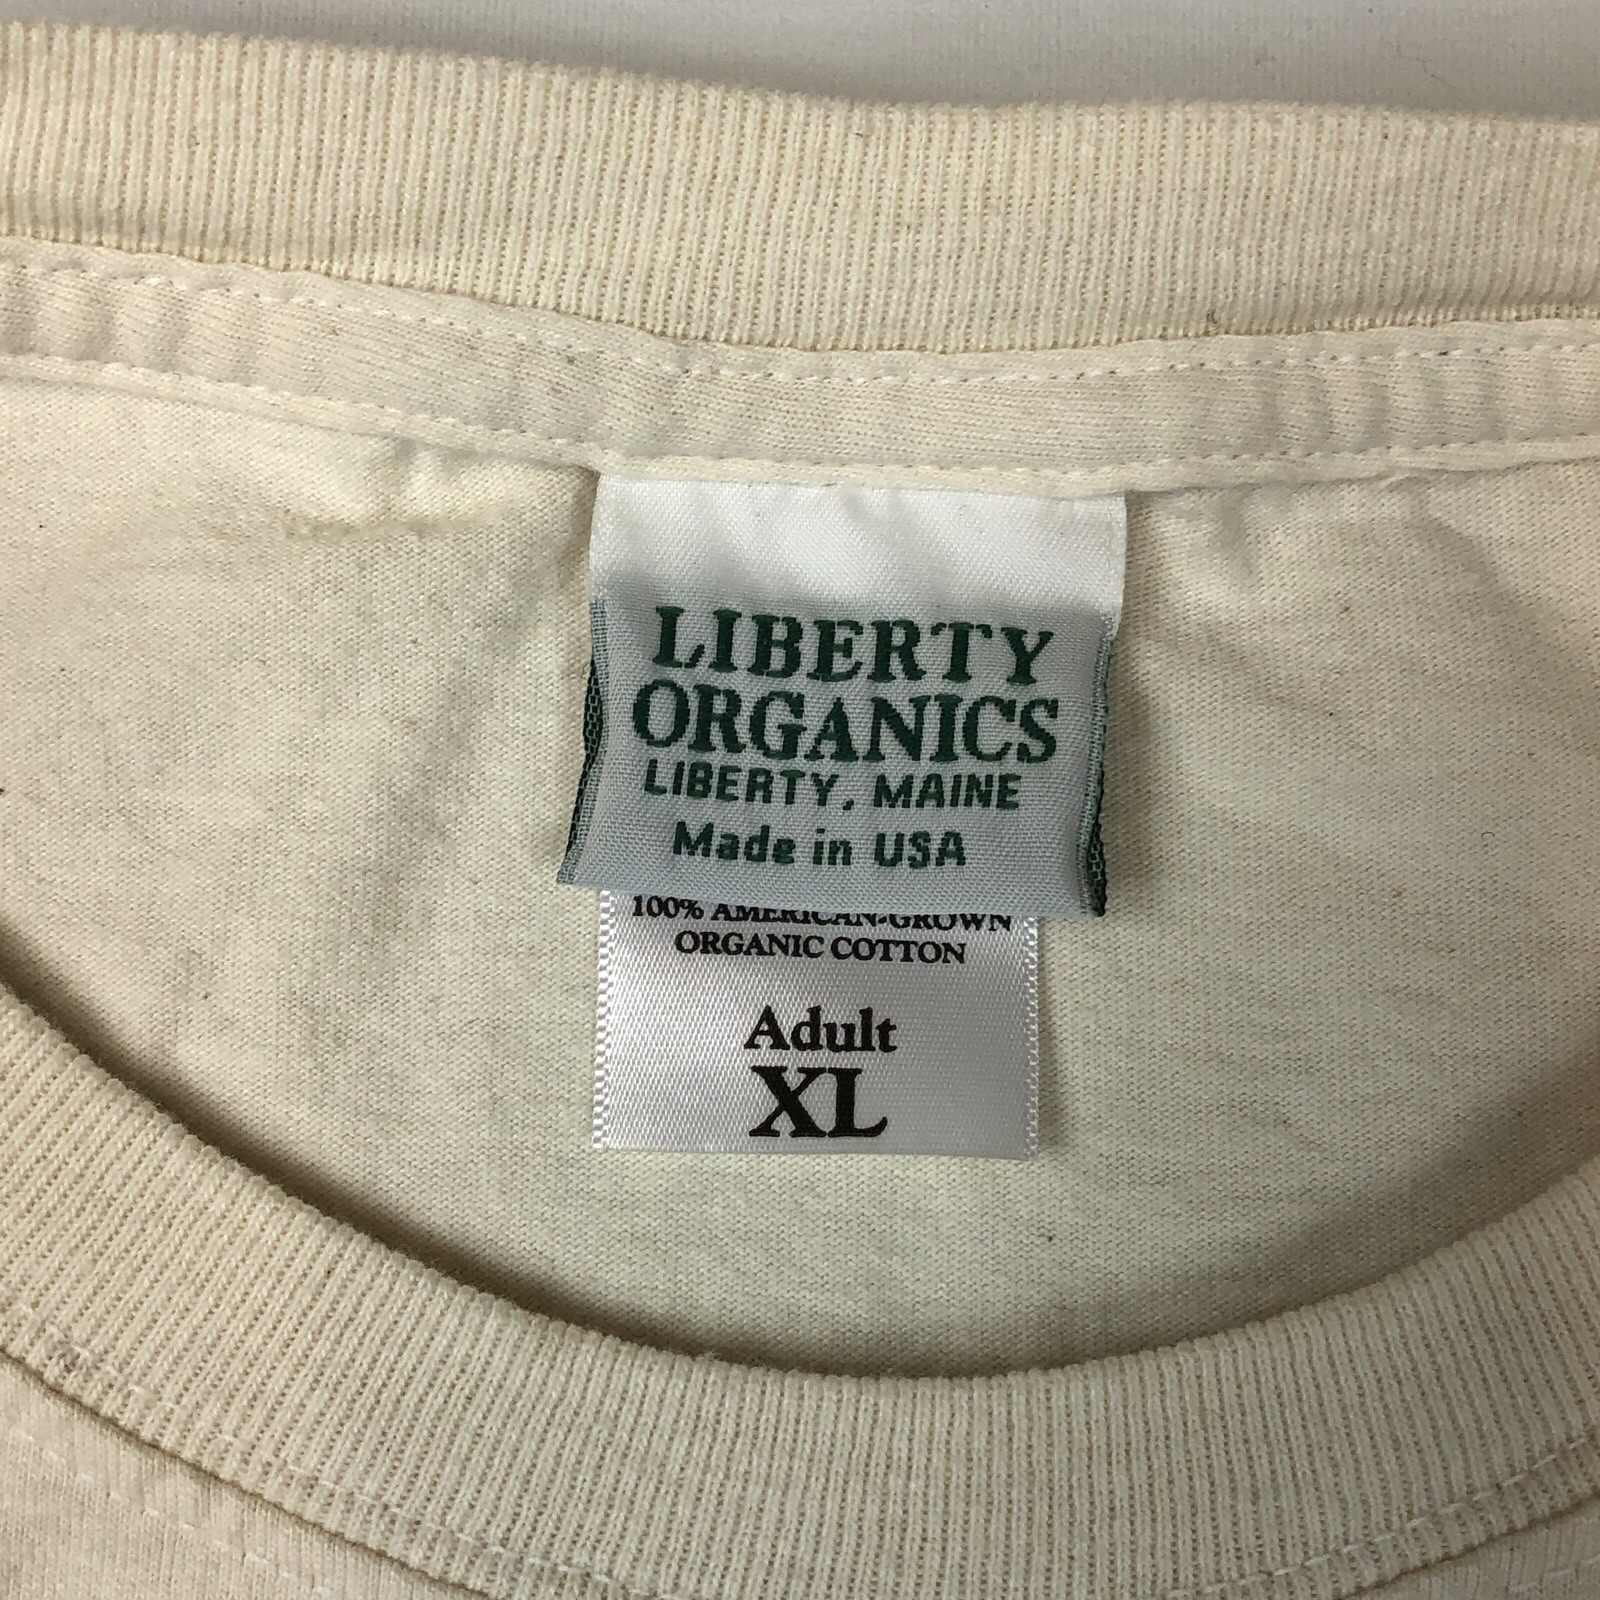 LIBERTY
ORGANICS
LIBERTY, MAINE
Made in USA
100% AMERICAN-GROWN
ORGANIC COTTON
Adult
XL